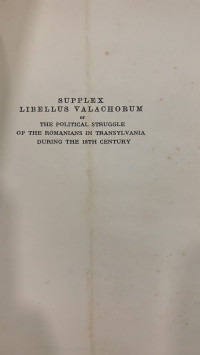 SUPPLEX
LIBELLUS VALACHORUM
or
THE POLITICAL STRUGGLE
OF THE ROMANIANS IN TRANSYLVANIA
DURING THE 18TH CENTURY